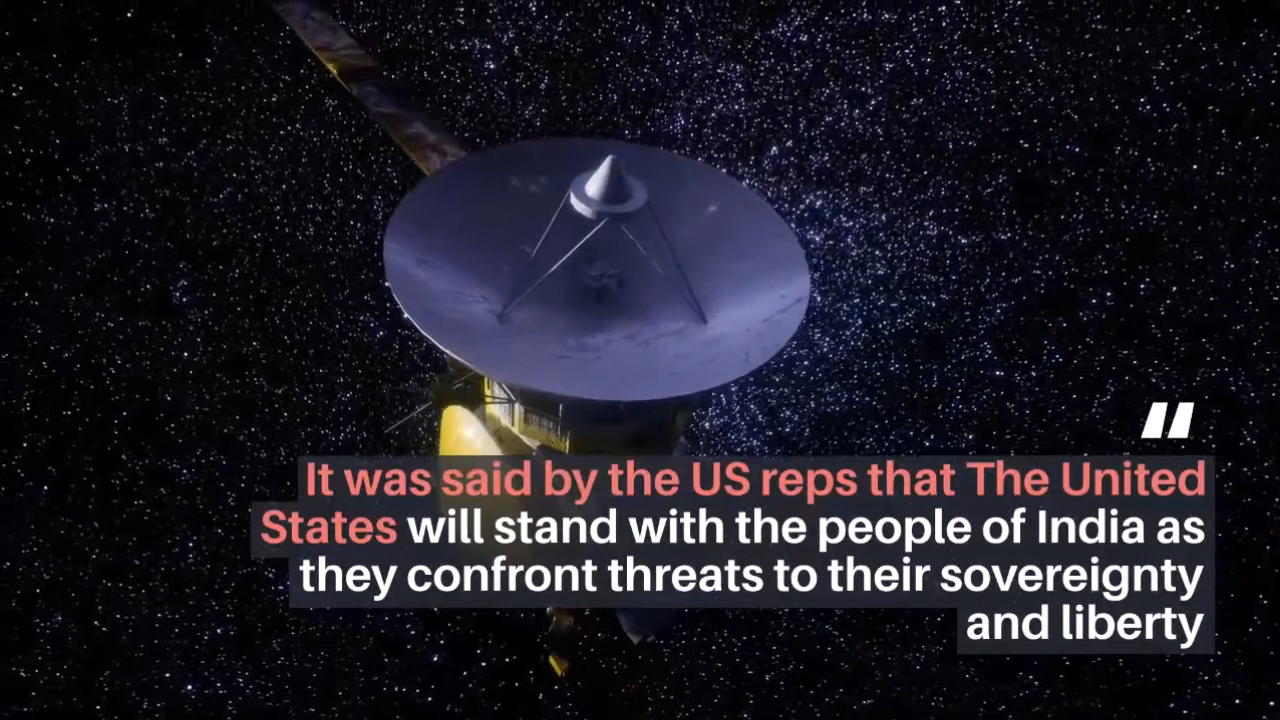 "
It was said by the US reps that The United
States will stand with the people of India as
they confront threats to their sovereignty
and liberty